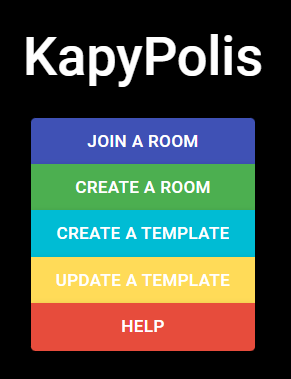 KapyPolis
JOIN A ROOM
CREATE A ROOM
CREATE A TEMPLATE
UPDATE A TEMPLATE
HELP